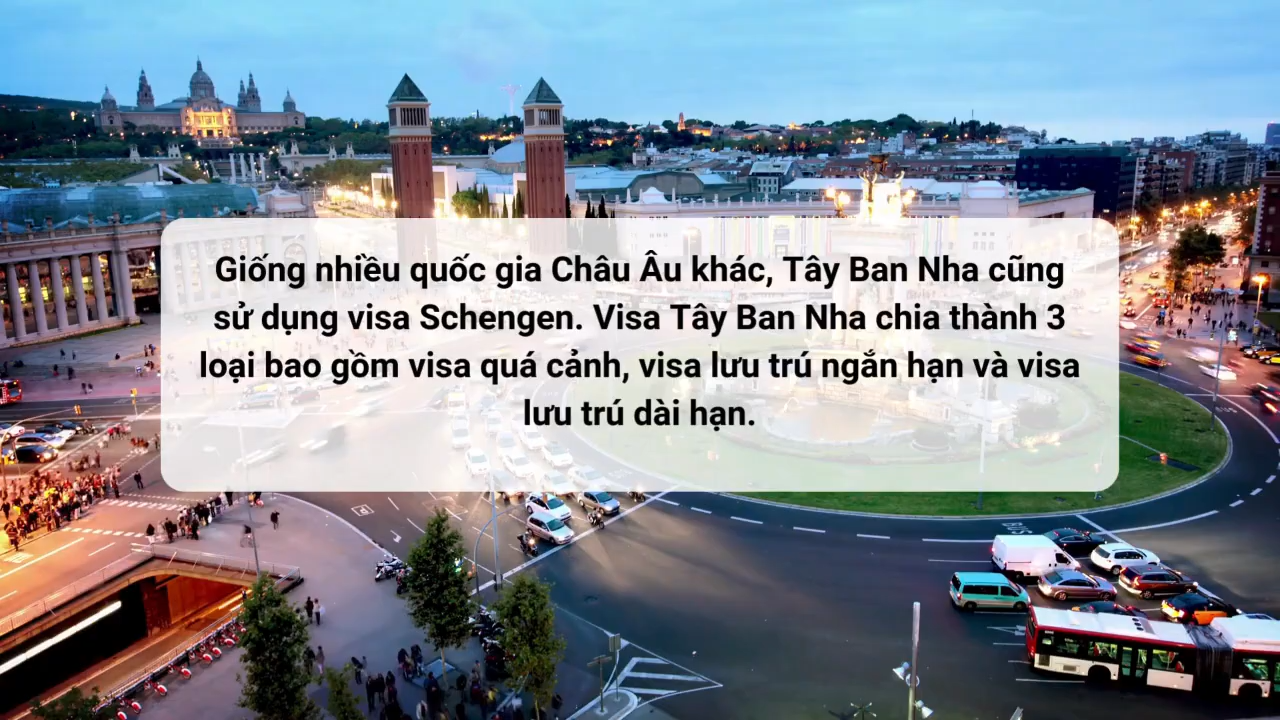 Giống nhiều quốc gia Châu Âu khác, Tây Ban Nha cũng
sử dụng visa Schengen. Visa Tây Ban Nha chia thành 3
loại bao gồm visa quá cảnh, visa lưu trú ngắn hạn và visa
lưu trú dài hạn.
BUS